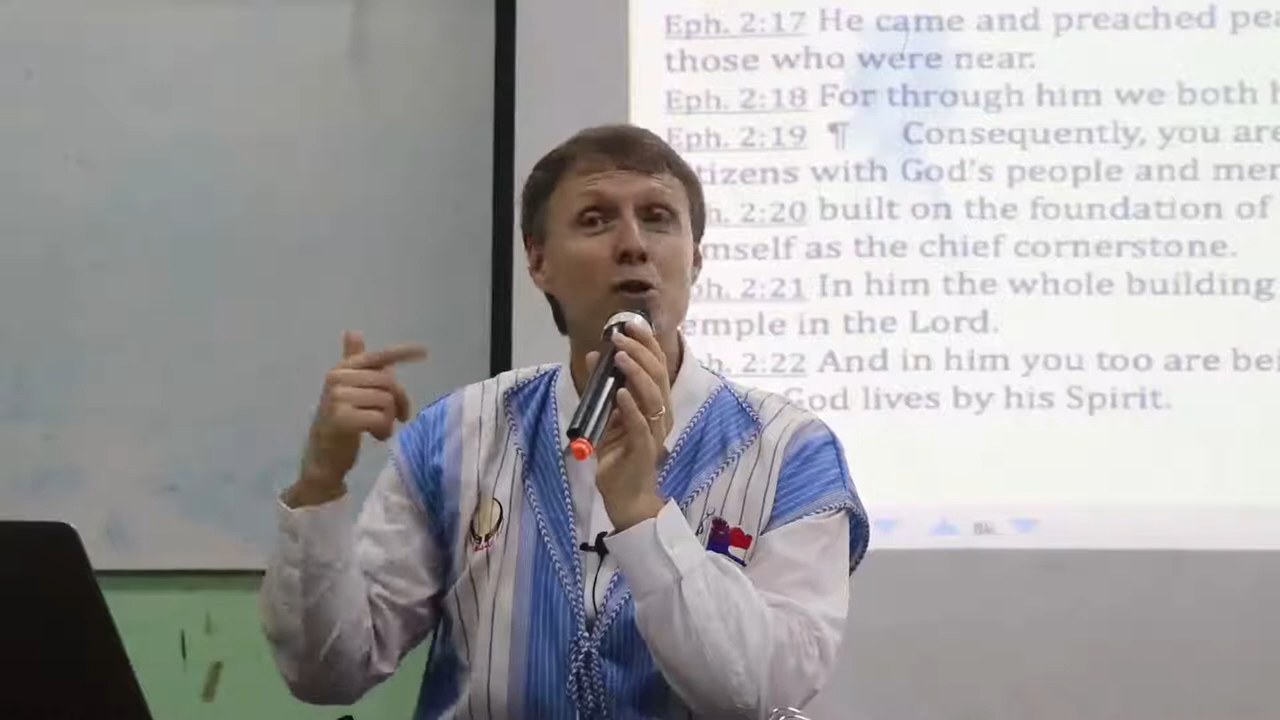 Eph. 2:17 He came and preached
those who were near.
Eph. 2:18 For through him we both
Eph. 2:19 ¶ Consequently, you are
tizens with God's people and
2:20 built on the foundation of
mself as the chief cornerstone.
2:21 In him the whole building
emple in the Lord.
2:22 And in him you too are
God lives by his Spirit.